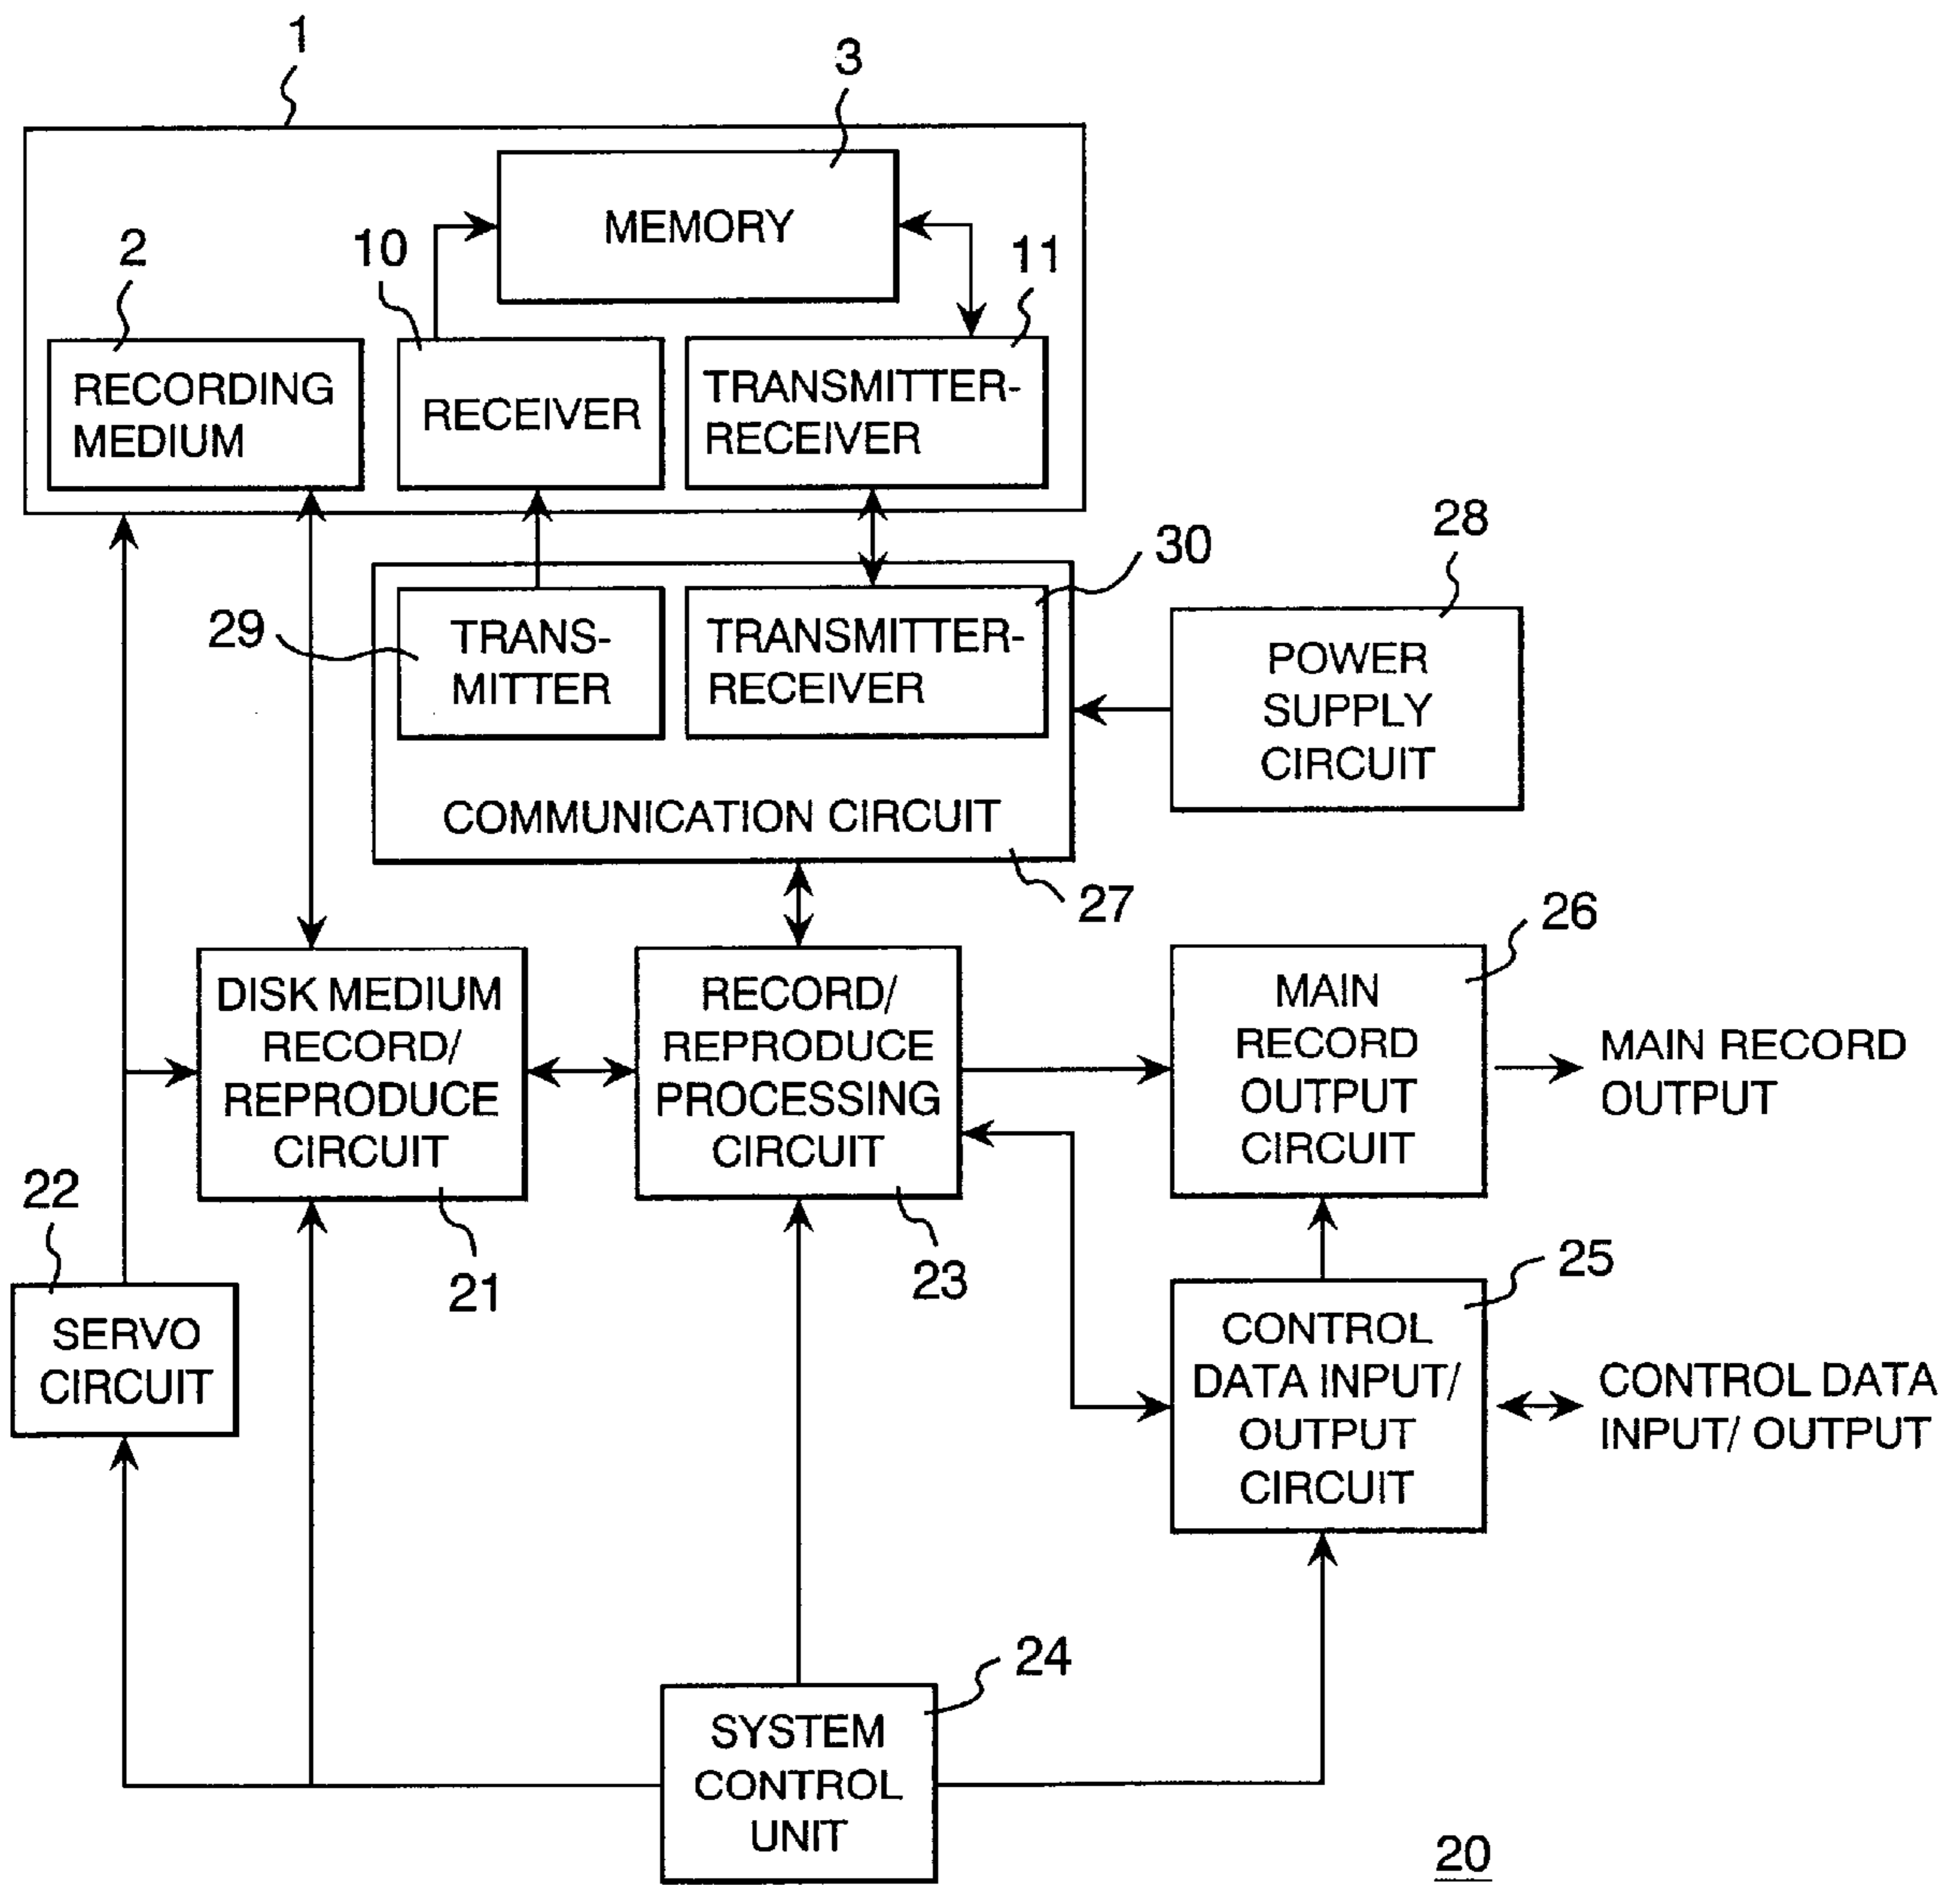 1
3
MEMORY
2
10
11
RECORDING
MEDIUM
RECEIVER
TRANSMITTER-
RECEIVER
30
28
29
TRANS-
MITTER
TRANSMITTER-
RECEIVER
POWER
SUPPLY
CIRCUIT
COMMUNICATION CIRCUIT
27
26
DISK MEDIUM
RECORD/
REPRODUCE
CIRCUIT
RECORD/
REPRODUCE
PROCESSING
CIRCUIT
MAIN
RECORD
OUTPUT
CIRCUIT
MAIN RECORD
OUTPUT
22
21
23
25
SERVO
CIRCUIT
CONTROL
DATA INPUT/
OUTPUT
CIRCUIT
CONTROL DATA
INPUT/ OUTPUT
24
SYSTEM
CONTROL
UNIT
20